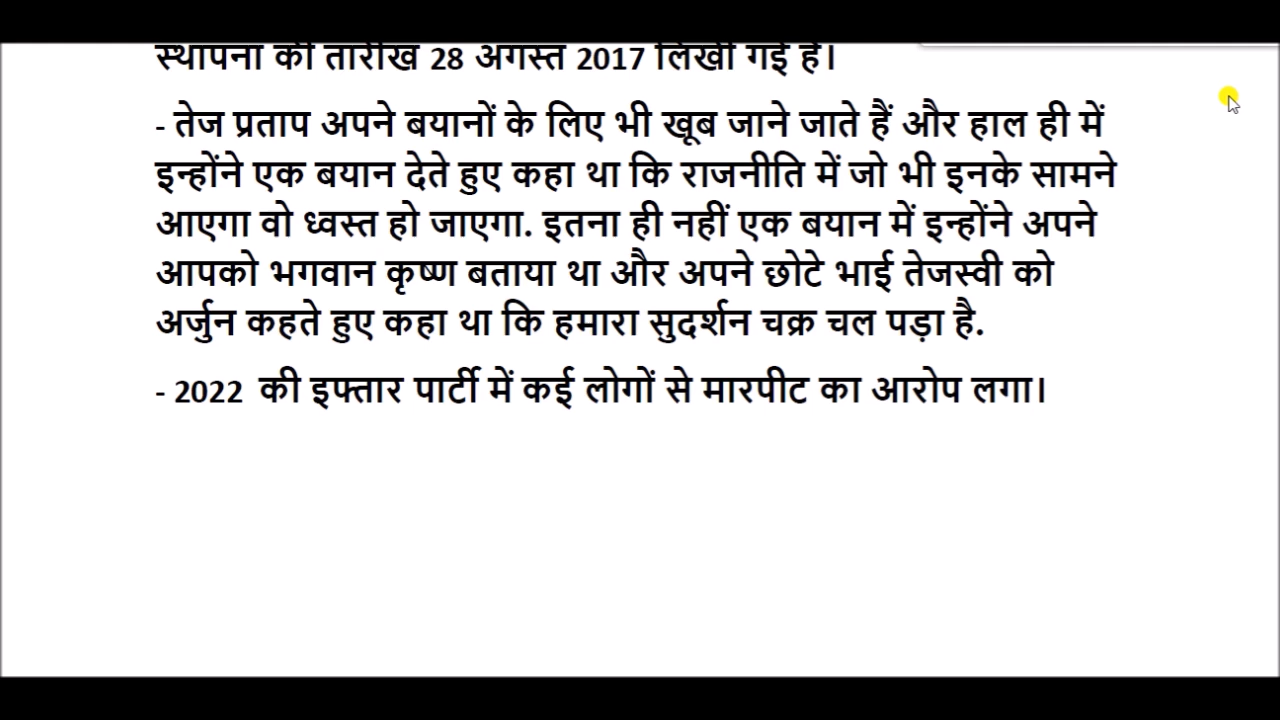 स्थापना की तारीख 28 अगस्त 2017 लिखी गई है।
- तेज प्रताप अपने बयानों के लिए भी खूब जाने जाते हैं और हाल ही में
इन्होंने एक बयान देते हुए कहा था कि राजनीति में जो भी इनके सामने
आएगा वो ध्वस्त हो जाएगा. इतना ही नहीं एक बयान में इन्होंने अपने
आपको भगवान कृष्ण बताया था और अपने छोटे भाई तेजस्वी को
अर्जुन कहते हुए कहा था कि हमारा सुदर्शन चक्र चल पड़ा है.
- 2022 की इफ्तार पार्टी में कई लोगों से मारपीट का आरोप लगा।